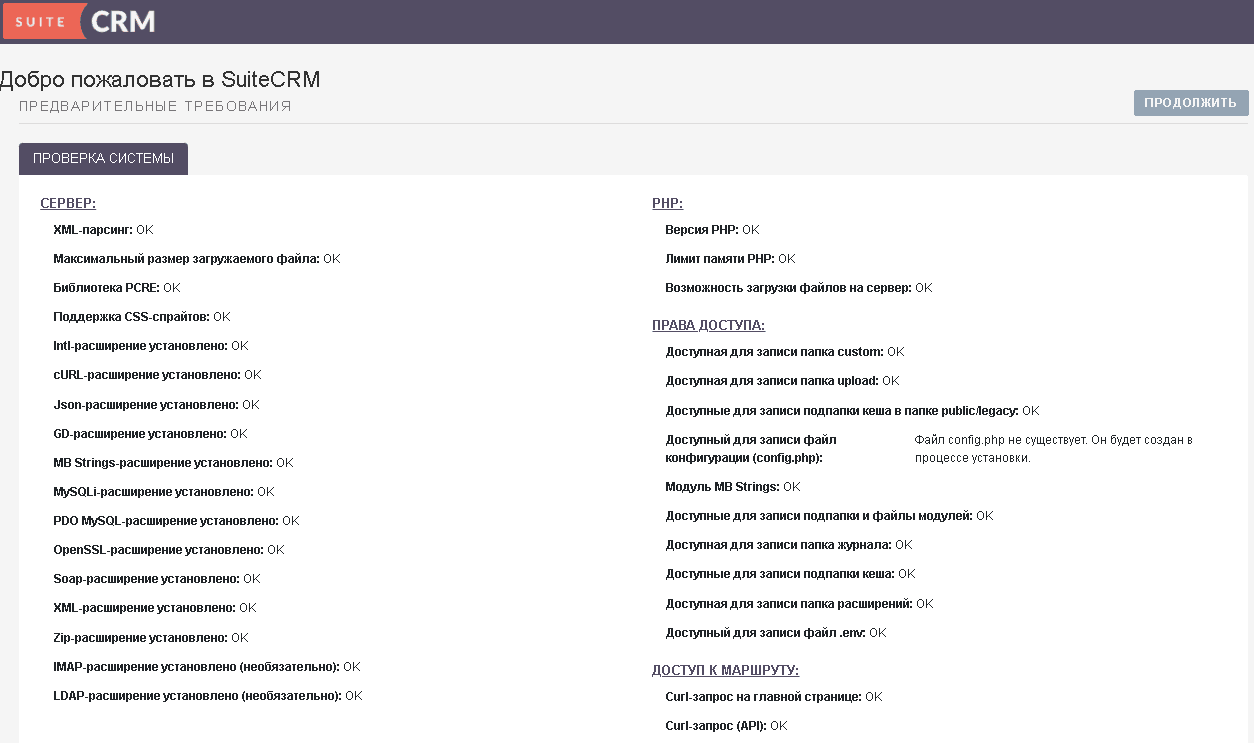 SUITE CRM
Добро пожаловать в SuiteCRM
ПРЕДВАРИТЕЛЬНЫЕ ТРЕБОВАНИЯ
ПРОДОЛЖИТЬ
ПРОВЕРКА СИСТЕМЫ
СЕРВЕР:
XML-парсинг: OK
Максимальный размер загружаемого файла: OK
Библиотека PCRE: OK
Поддержка CSS-спрайтов: OK
Intl-расширение установлено: OK
cURL-расширение установлено: OK
Json-расширение установлено: OK
GD-расширение установлено: OK
MB Strings-расширение установлено: OK
MySQLi-расширение установлено: OK
PDO MySQL-расширение установлено: OK
OpenSSL-расширение установлено: OK
Soap-расширение установлено: OK
XML-расширение установлено: OK
Zip-расширение установлено: OK
IMAP-расширение установлено (необязательно): OK
LDAP-расширение установлено (необязательно): OK
PHP:
Версия PHP: OK
Лимит памяти PHP: OK
Возможность загрузки файлов на сервер: OK
ПРАВА ДОСТУПА:
Доступная для записи папка custom: OK
Доступная для записи папка upload: OK
Доступные для записи подпапки кеша в папке public/legacy: OK
Доступный для записи файл
конфигурации (config.php):
Файл config.php не существует. Он будет создан в
процессе установки.
Модуль MB Strings: OK
Доступные для записи подпапки и файлы модулей: OK
Доступная для записи папка журнала: OK
Доступные для записи подпапки кеша: OK
Доступная для записи папка расширений: OK
Доступный для записи файл .env: OK
ДОСТУП К МАРШРУТУ:
Curl-запрос на главной странице: OK
Curl-запрос (API): OK